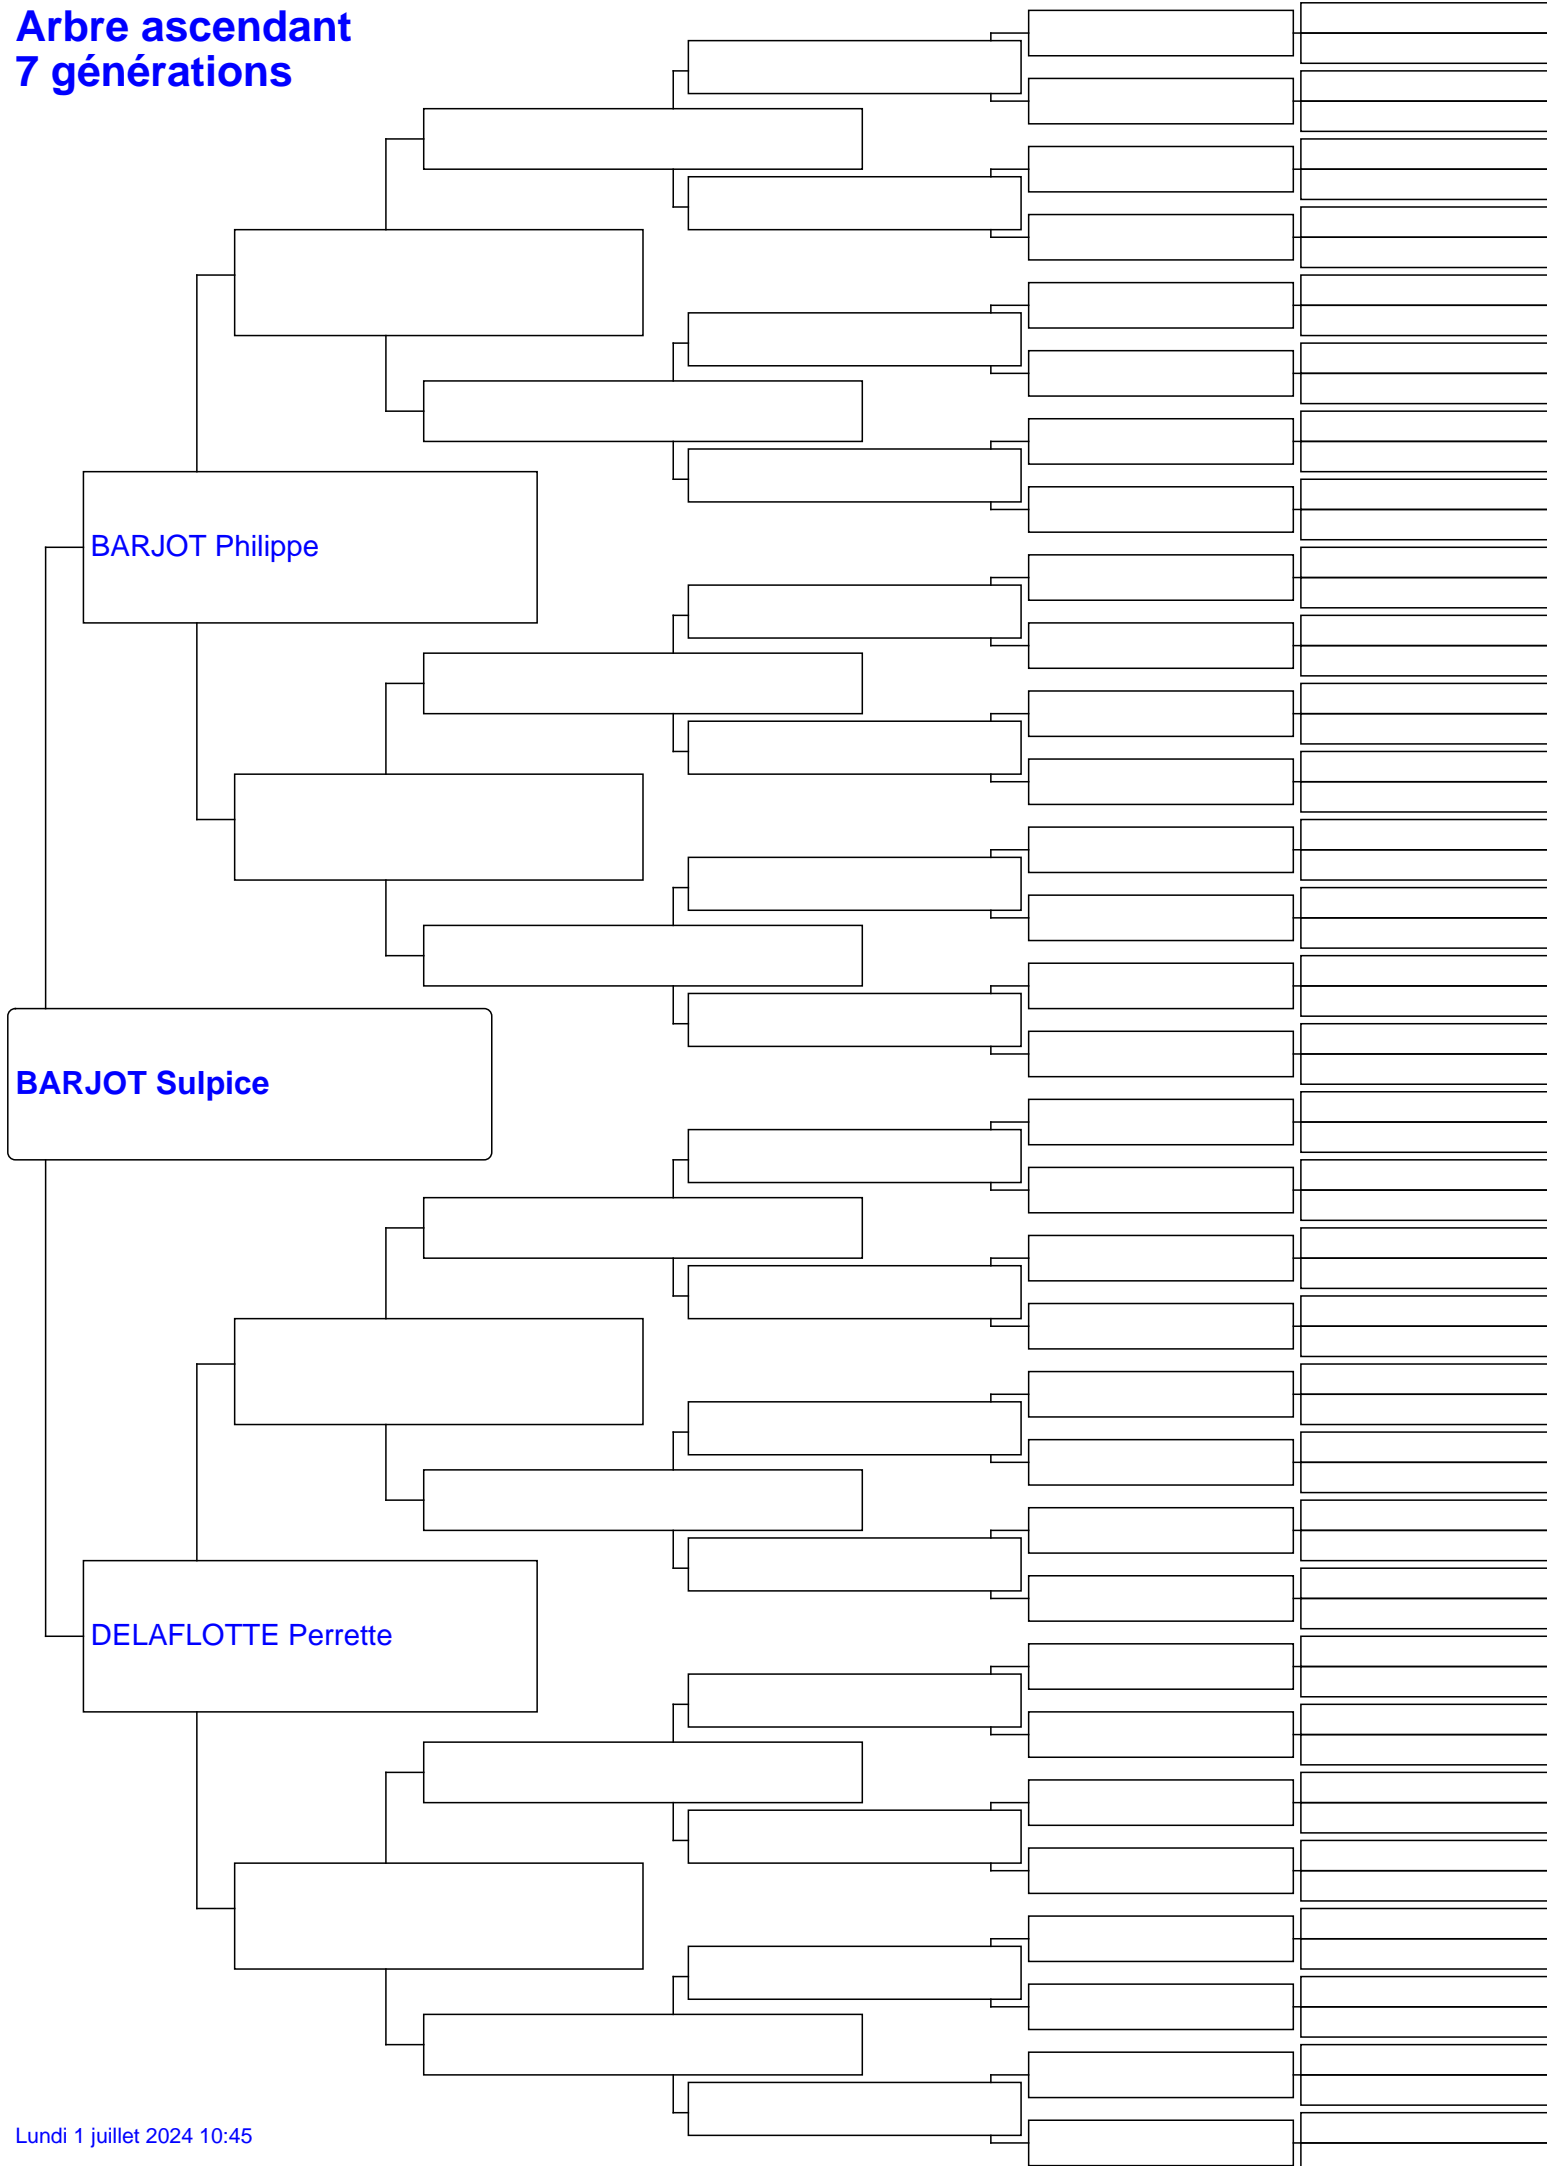 Arbre ascendant
7 générations
BARJOT Philippe
BARJOT Sulpice
DELAFLOTTE Perrette
Lundi 1 juillet 2024 10:45